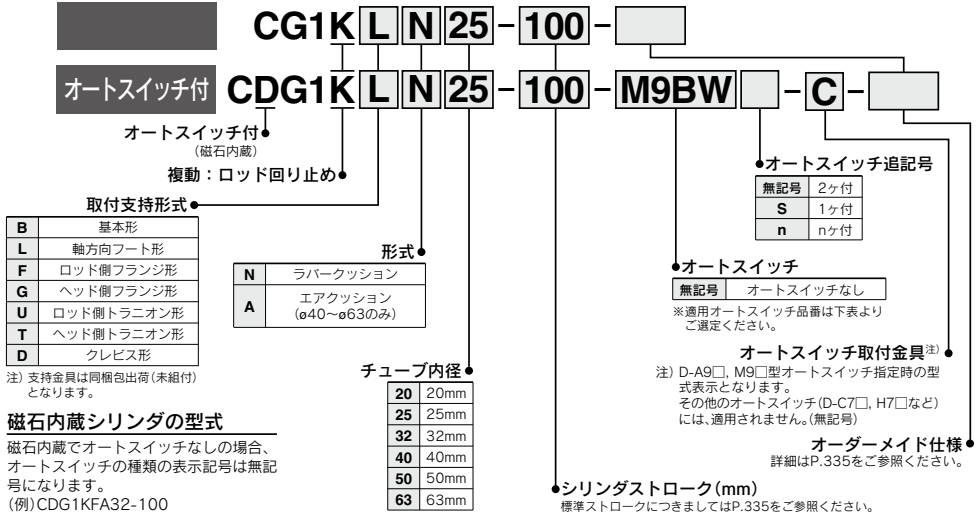 CG1K L N 25-100-
オートスイッチ付 CDG1K L N 25-100-M9BW -C-
オートスイッチ付
(磁石内蔵)
複動：ロッド回り止め
取付支持形式
B 基本形
L 軸方向フート形
F ロッド側フランジ形
G ヘッド側フランジ形
U ロッド側トラニオン形
T ヘッド側トラニオン形
D クレビス形
注) 支持金具は同梱包出荷(未組付)
となります。
磁石内蔵シリンダの型式
磁石内蔵でオートスイッチなしの場合、
オートスイッチの種類の表示記号は無記
号になります。
(例)CDG1KFA32-100
形式
N ラバークッション
A エアクッション
(ø40～ø63のみ)
チューブ内径
20 20mm
25 25mm
32 32mm
40 40mm
50 50mm
63 63mm
オートスイッチ追記号
無記号 2ヶ付
S 1ヶ付
n nヶ付
オートスイッチ
無記号 オートスイッチなし
※適用オートスイッチ品番は下表より
ご選定ください。
オートスイッチ取付金具注)
注) D-A9□, M9□型オートスイッチ指定時の型
式表示となります。
その他のオートスイッチ(D-C7□, H7□など)
には、適用されません。(無記号)
オーダーメイド仕様
詳細はP.335をご参照ください。
シリンダストローク(mm)
標準ストロークにつきましてはP.335をご参照ください。